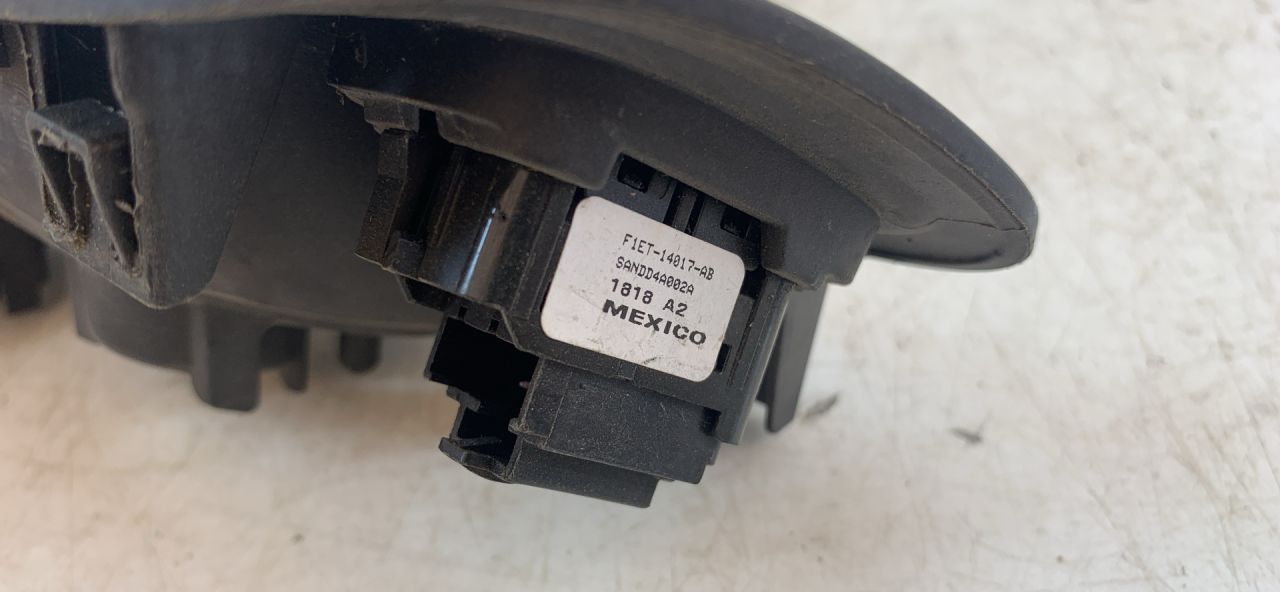 F1ET-14017-AB
SANDD4A002A
1818 A2
MEXICO